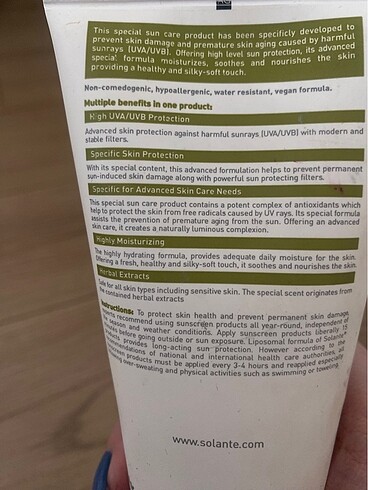 This special sun care product has been specificly developed to
prevent skin damage and premature skin aging caused by harmful
sunrays (UVA/UVB). Offering high level sun protection, its advanced
special formula moisturizes, soothes and nourishes the skin
providing a healthy and silky-soft touch.
Non-comedogenic, hypoallergenic, water resistant, vegan formula.
Multiple benefits in one product:
High UVA/UVB Protection
Advanced skin protection against harmful sunrays (UVA/UVB) with modern and
stable filters.
Specific Skin Protection
With its special content, this advanced formulation helps to prevent permanent
sun-induced skin damage along with powerful sun protecting filters.
Specific for Advanced Skin Care Needs
This special sun care product contains a potent complex of antioxidants which
help to protect the skin from free radicals caused by UV rays. Its special formula
assists the prevention of premature aging from the sun. Offering an advanced
skin care, it creates a naturally luminous complexion.
Highly Moisturizing
The highly hydrating formula, provides adequate daily moisture for the skin.
Offering a fresh, healthy and silky-soft touch, it soothes and nourishes the skin.
Herbal Extracts
Safe for all skin types including sensitive skin. The special scent originates from
the contained herbal extracts
Instructions: To protect skin health and prevent permanent skin damage,
experts recommend using sunscreen products all year-round, independent of
season and weather conditions. Apply sunscreen products liberally 15
minutes before going outside or sun exposure. Liposomal formula of Solante
products provides long-acting sun protection. However according to the
recommendations of national and international health care authorities, all
sunscreen products must be applied every 3-4 hours and reapplied especially
over-sweating and physical activities such as swimming or toweling.
www.solante.com